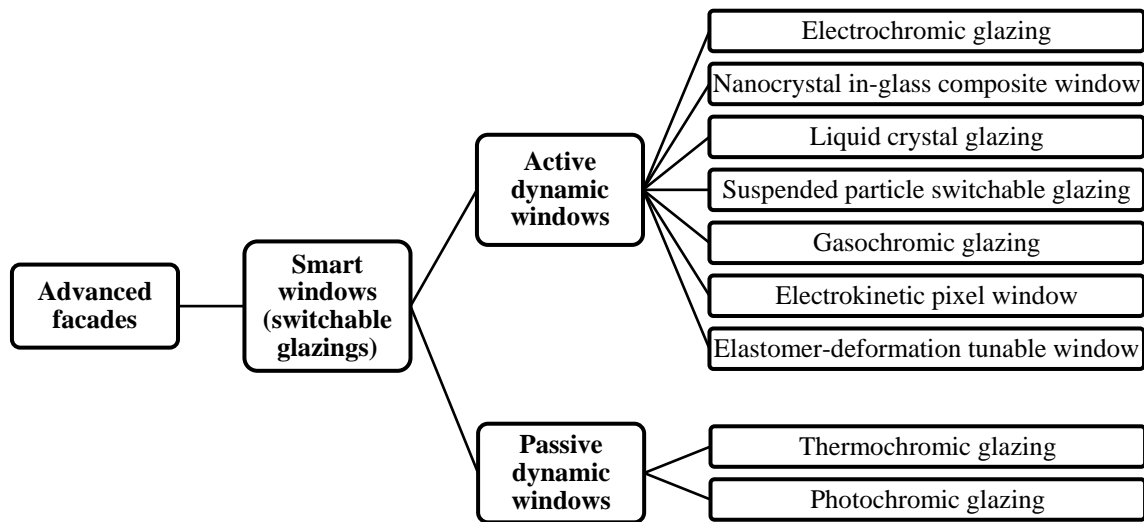 Advanced
facades
Smart
windows
(switchable
glazings)
Active
dynamic
windows
Electrochromic glazing
Nanocrystal in-glass composite window
Liquid crystal glazing
Suspended particle switchable glazing
Gasochromic glazing
Electrokinetic pixel window
Elastomer-deformation tunable window
Passive
dynamic
windows
Thermochromic glazing
Photochromic glazing